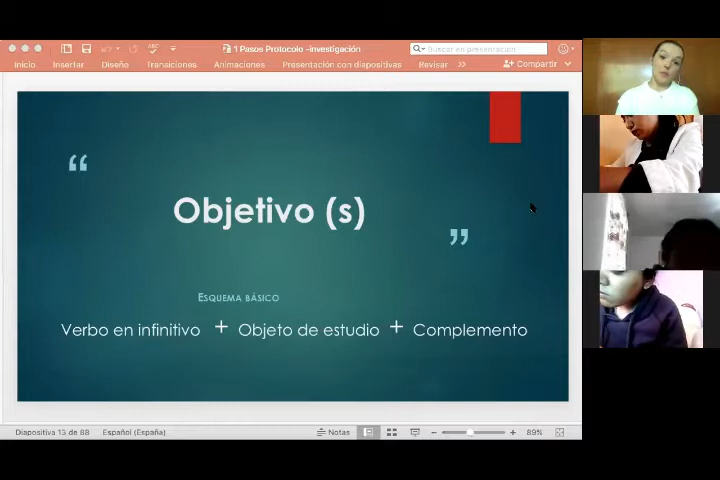 ABC
1 Pasos Protocolo -investigación
Buscar en presentación
Inicio Insertar Diseño Transiciones Animaciones Presentación con diapositivas Revisar >> Compartir
“
Objetivo (s)
”
ESQUEMA BÁSICO
Verbo en infinitivo + Objeto de estudio + Complemento
Diapositiva 13 de 88 Español (España) Notas − + 89%